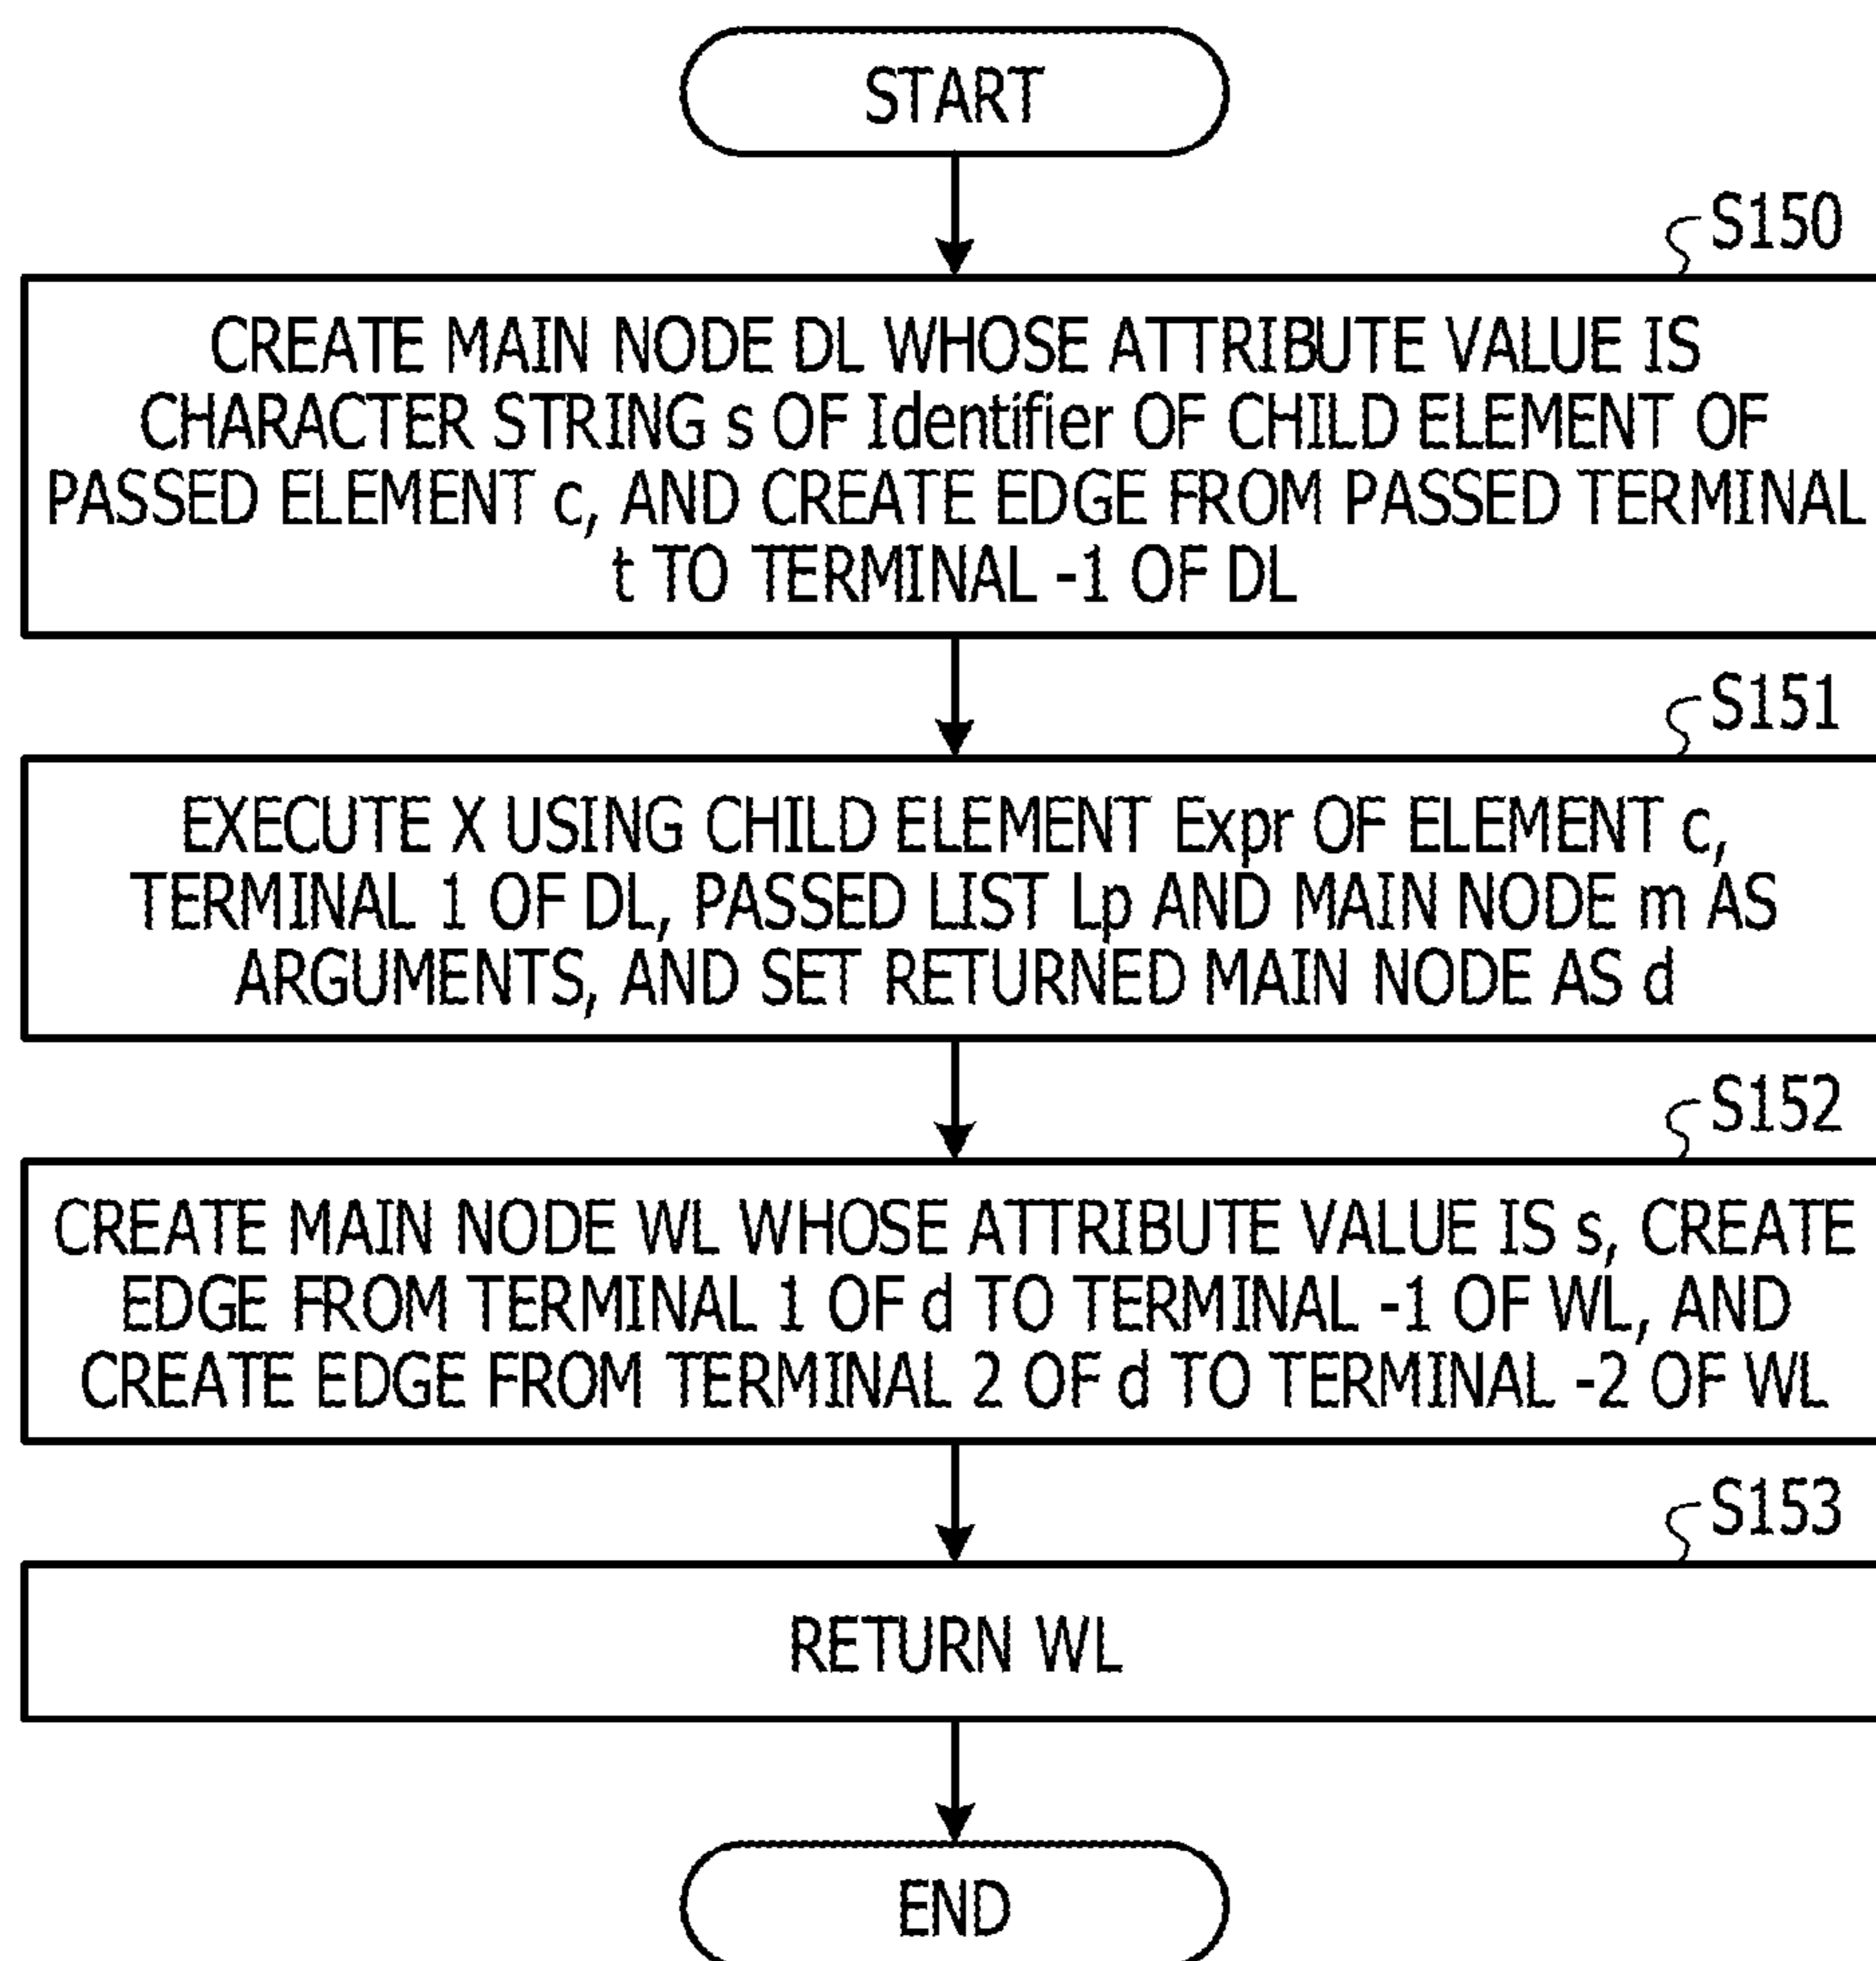 START
S150
CREATE MAIN NODE DL WHOSE ATTRIBUTE VALUE IS
CHARACTER STRING s OF Identifier OF CHILD ELEMENT OF
PASSED ELEMENT c, AND CREATE EDGE FROM PASSED TERMINAL
t TO TERMINAL -1 OF DL
S151
EXECUTE X USING CHILD ELEMENT Expr OF ELEMENT c,
TERMINAL 1 OF DL, PASSED LIST Lp AND MAIN NODE m AS
ARGUMENTS, AND SET RETURNED MAIN NODE AS d
S152
CREATE MAIN NODE WL WHOSE ATTRIBUTE VALUE IS s, CREATE
EDGE FROM TERMINAL 1 OF d TO TERMINAL -1 OF WL, AND
CREATE EDGE FROM TERMINAL 2 OF d TO TERMINAL -2 OF WL
S153
RETURN WL
END